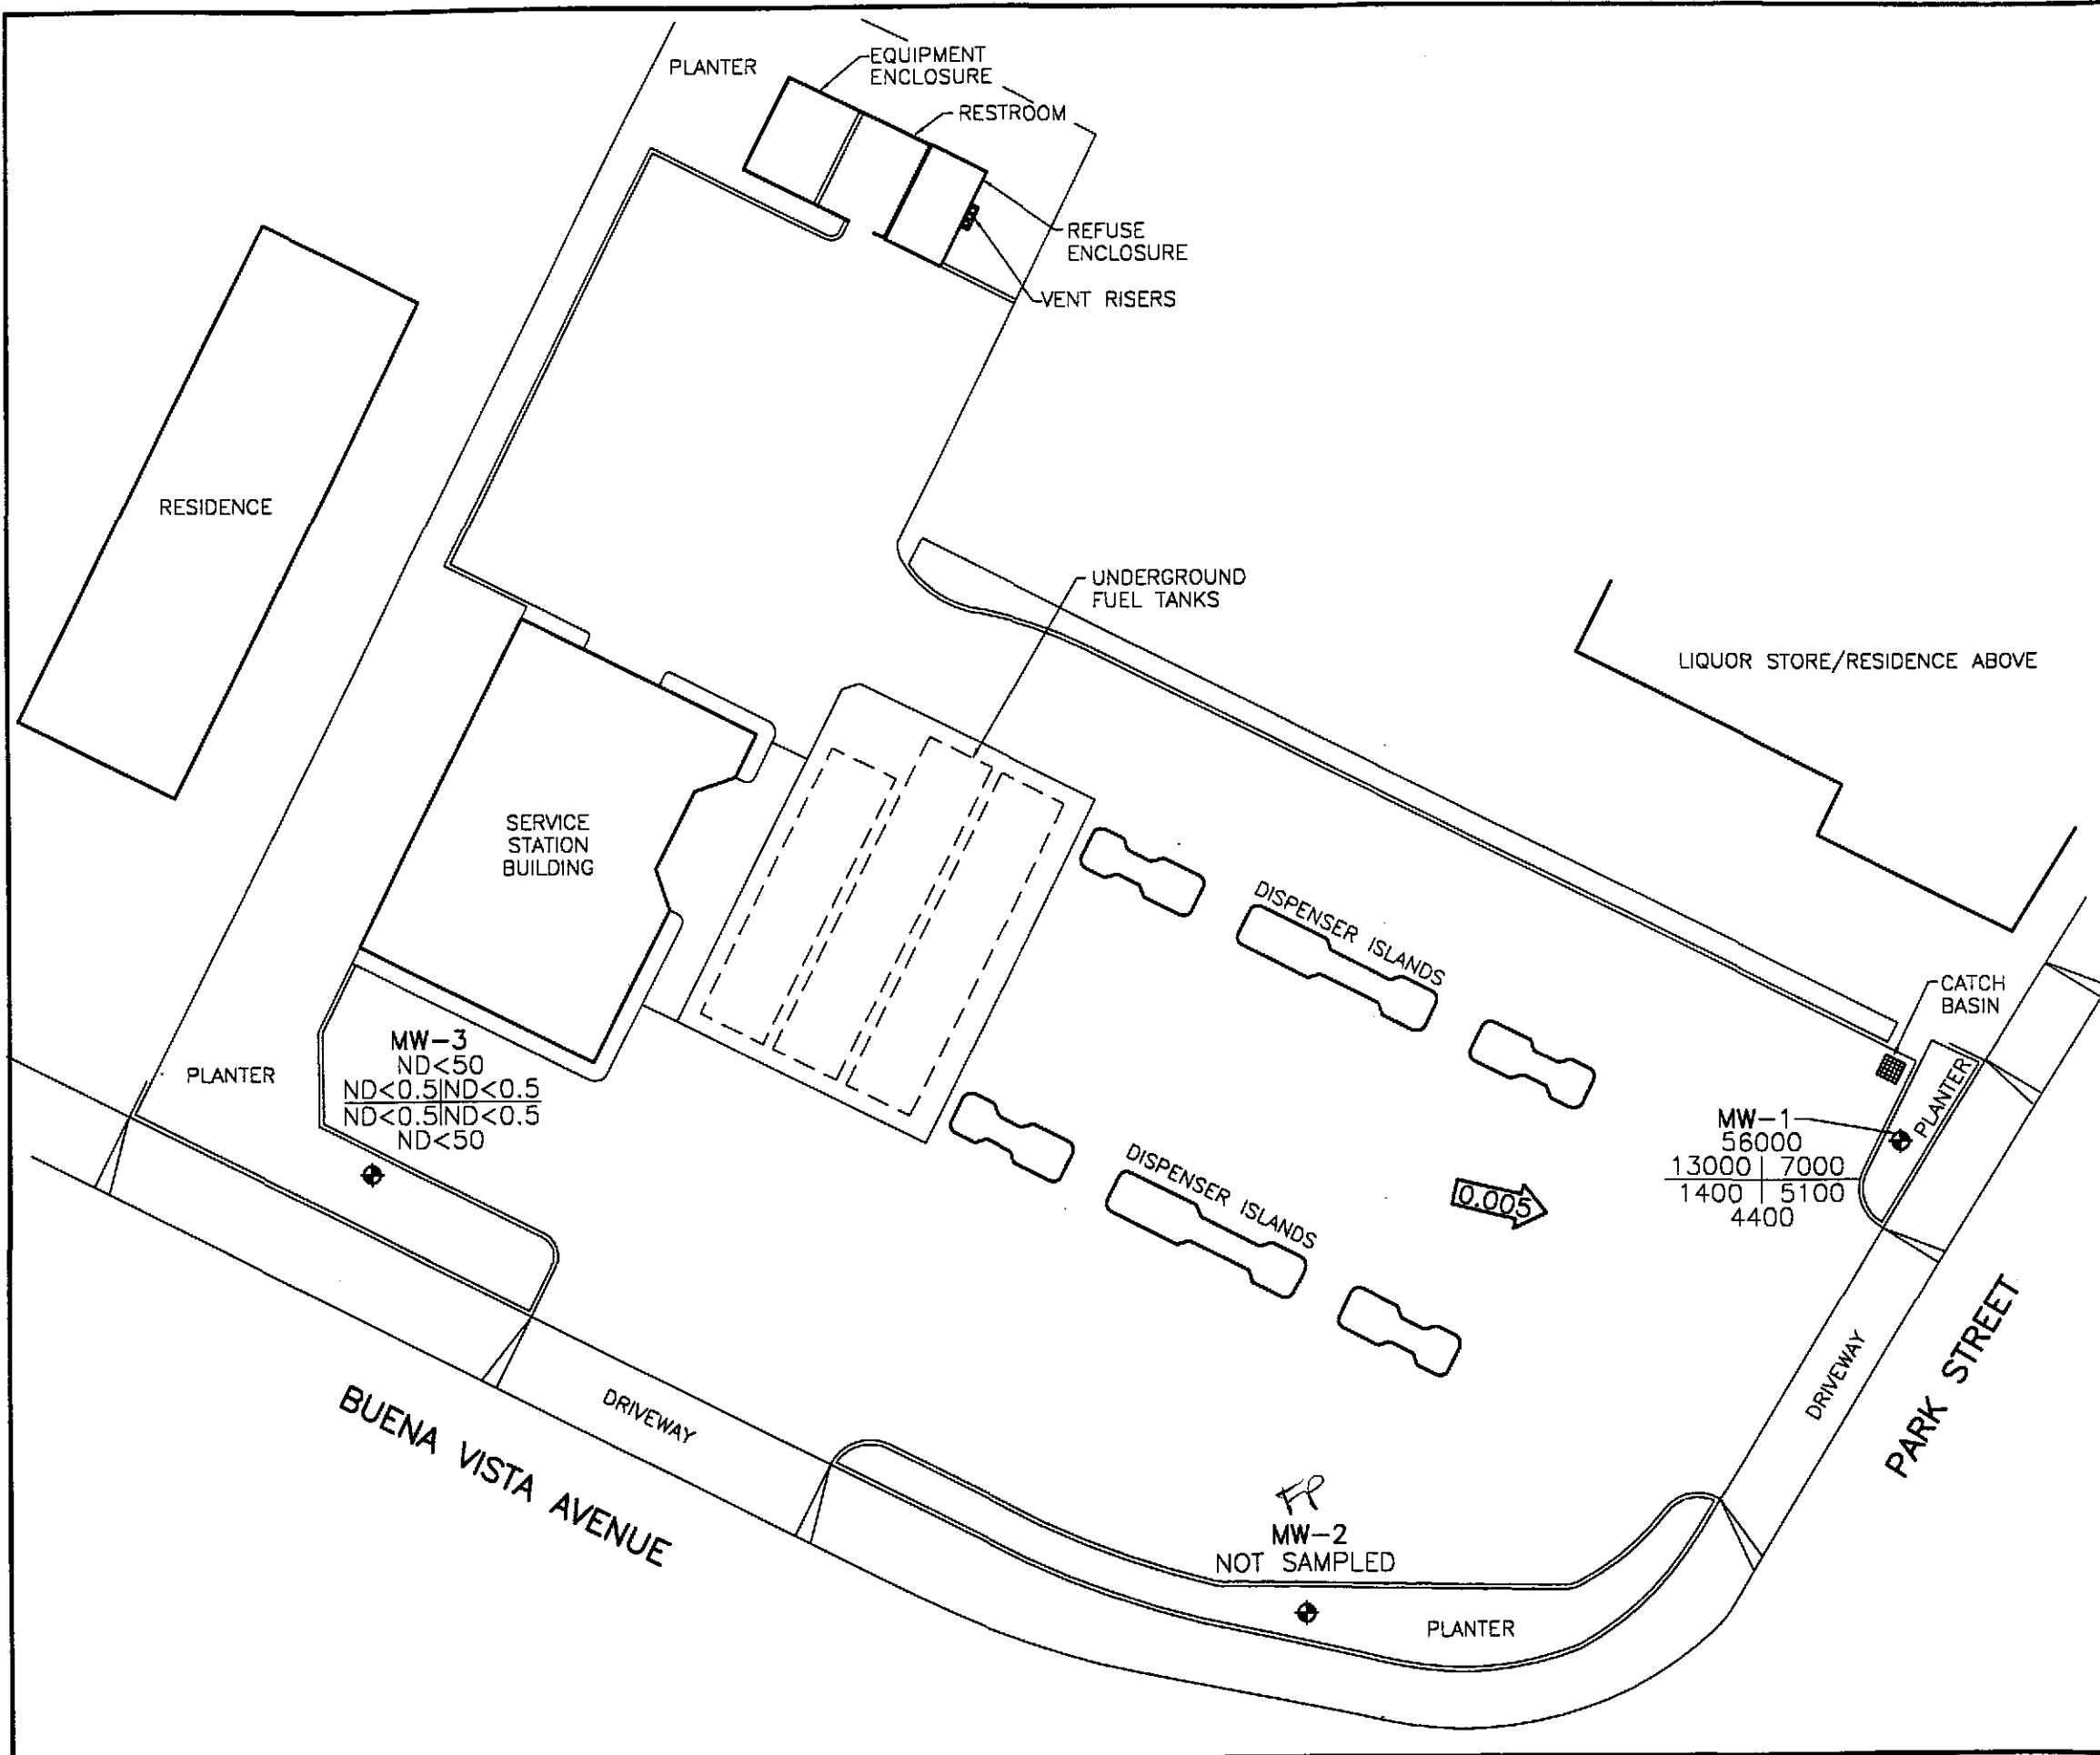 PLANTER
EQUIPMENT
ENCLOSURE
RESTROOM
REFUSE
ENCLOSURE
VENT RISERS
RESIDENCE
UNDERGROUND
FUEL TANKS
LIQUOR STORE/RESIDENCE ABOVE
SERVICE
STATION
BUILDING
DISPENSER ISLANDS
CATCH
BASIN
PLANTER
MW-3
ND<50
ND<0.5|ND<0.5
ND<0.5|ND<0.5
ND<50
PLANTER
MW-1
56000
13000 | 7000
1400 | 5100
4400
DISPENSER ISLANDS
0.005
DRIVEWAY
PARK STREET
BUENA VISTA AVENUE
DRIVEWAY
FP
MW-2
NOT SAMPLED
PLANTER